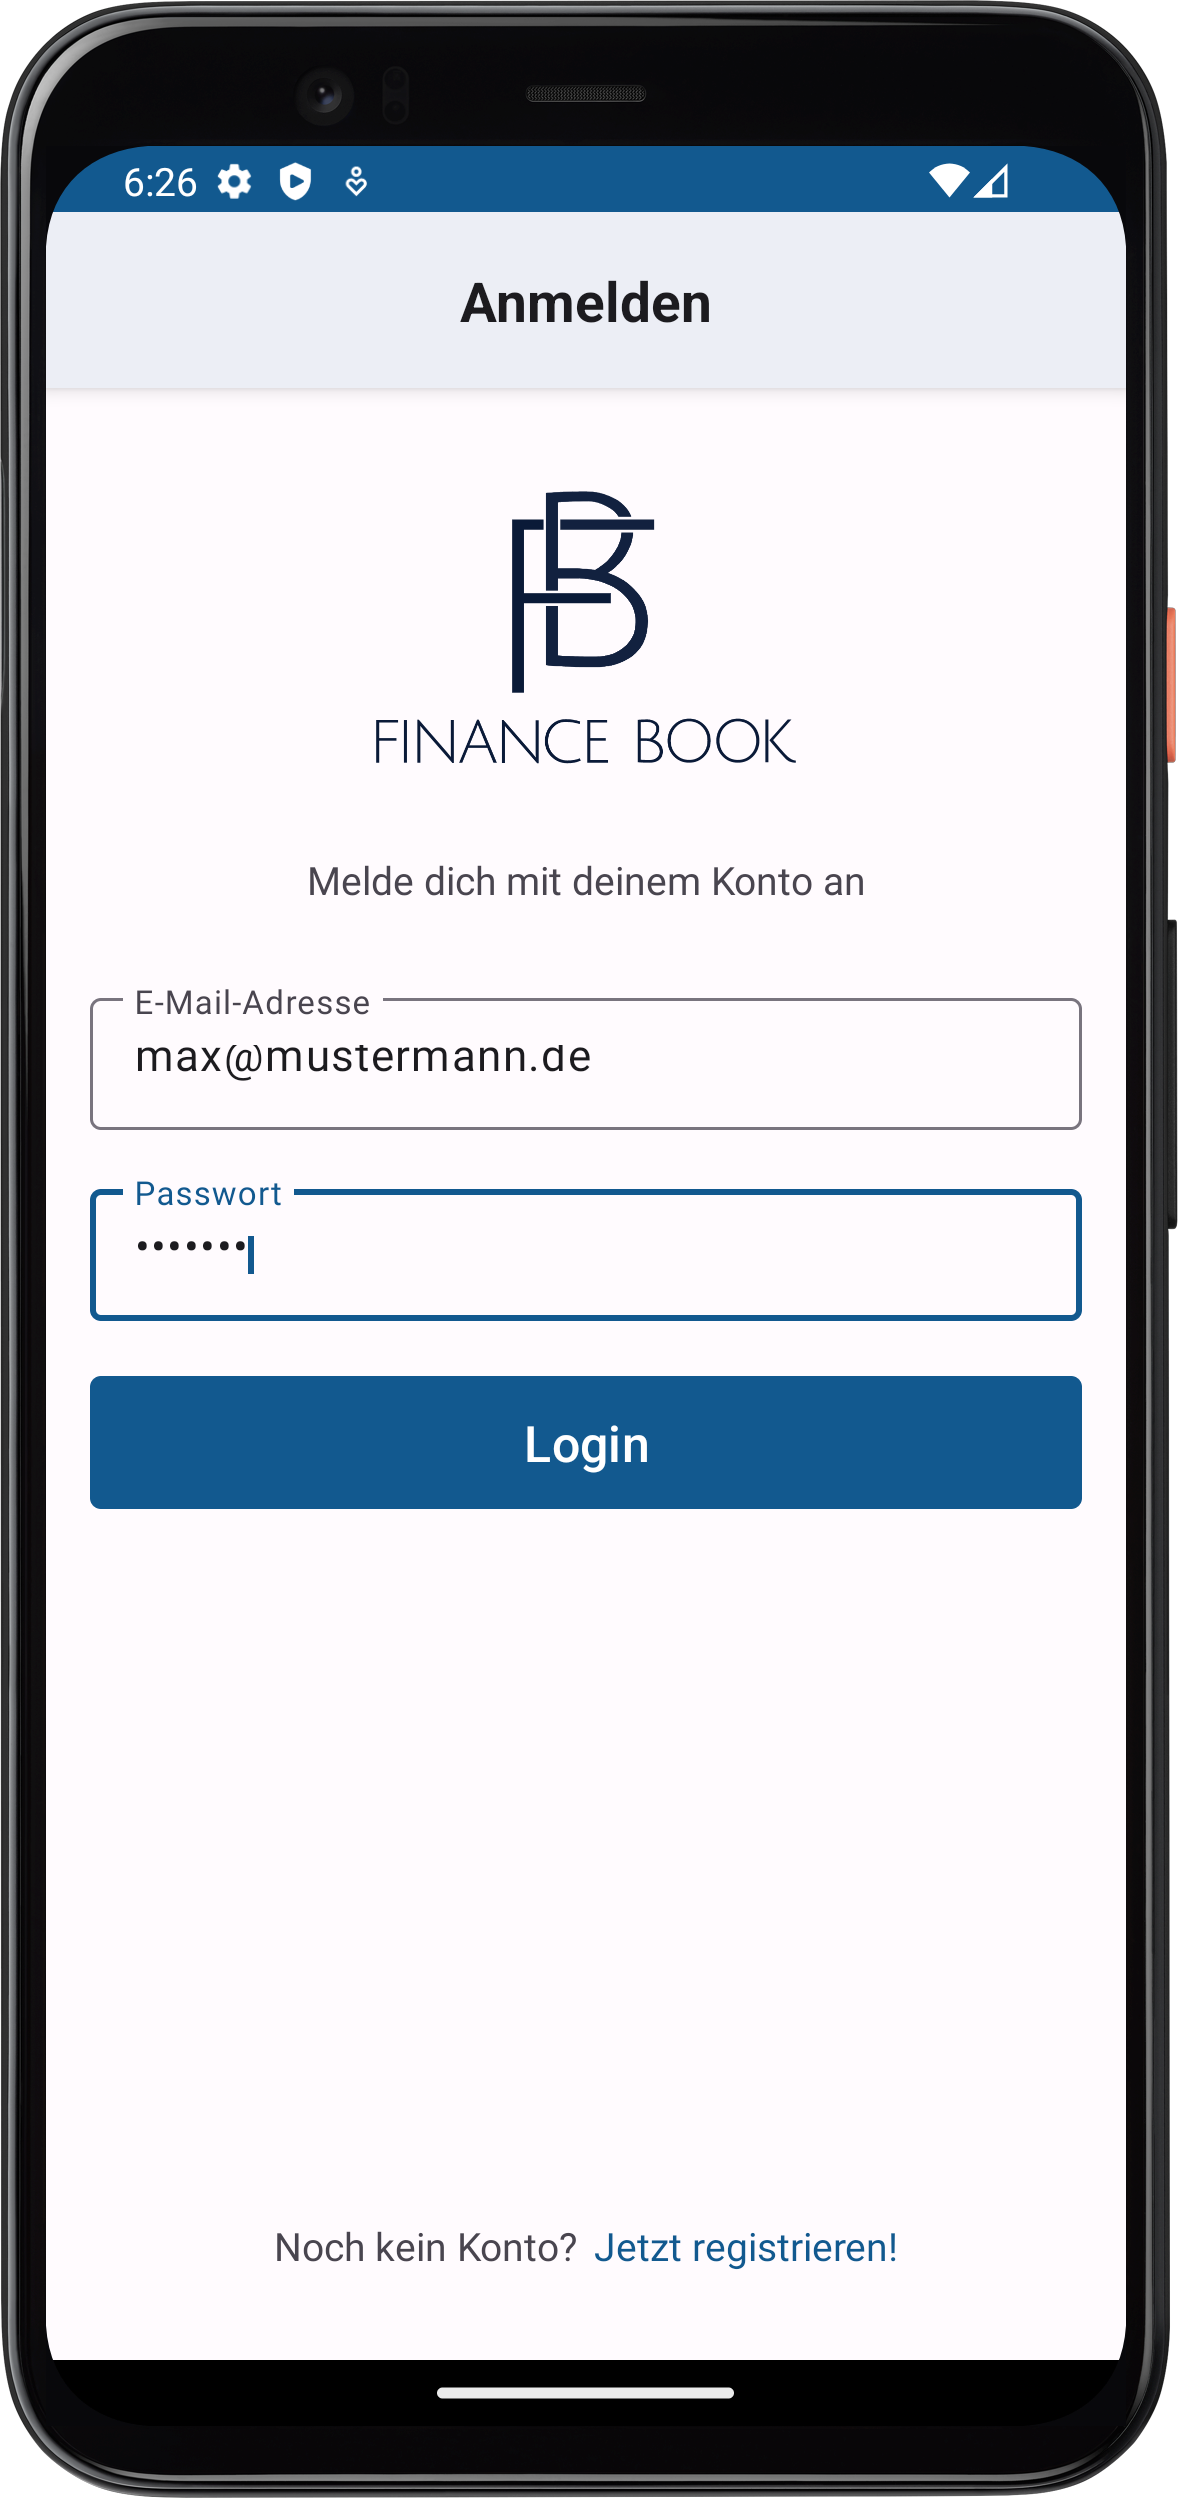 6:26
Anmelden
FB
FINANCE BOOK
Melde dich mit deinem Konto an
E-Mail-Adresse
max@mustermann.de
Passwort
•••••••
Login
Noch kein Konto? Jetzt registrieren!